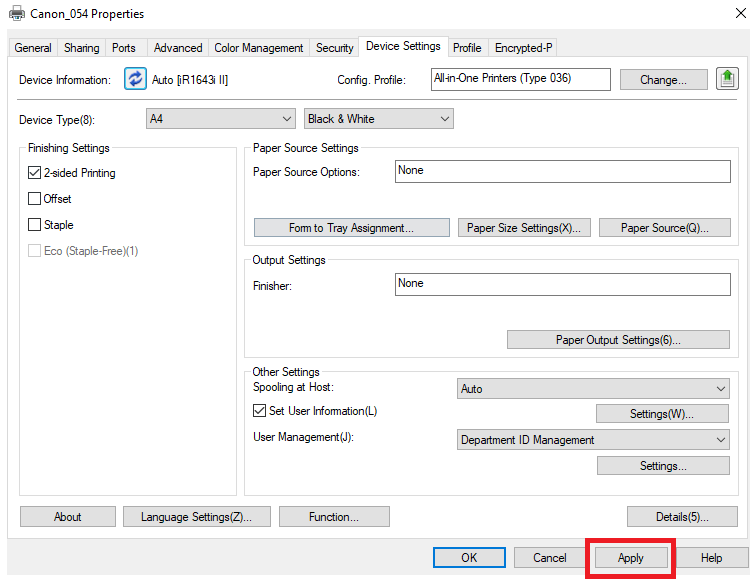 Canon_054 Properties
General Sharing Ports Advanced Color Management Security Device Settings Profile Encrypted-P
Device Information: Auto [iR1643i II] Config. Profile: All-in-One Printers (Type 036) Change...
Device Type(8): A4 Black & White
Finishing Settings
2-sided Printing
Offset
Staple
Eco (Staple-Free)(1)
Paper Source Settings
Paper Source Options: None
Form to Tray Assignment... Paper Size Settings(X)... Paper Source(Q)...
Output Settings
Finisher: None
Paper Output Settings(6)...
Other Settings
Spooling at Host: Auto
Set User Information(L) Settings(W)...
User Management(J): Department ID Management
Settings...
About Language Settings(Z)... Function... Details(5)...
OK Cancel Apply Help